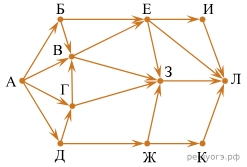 Б Е И
В
А З Л
Г
Д Ж К
решуогэ.рф